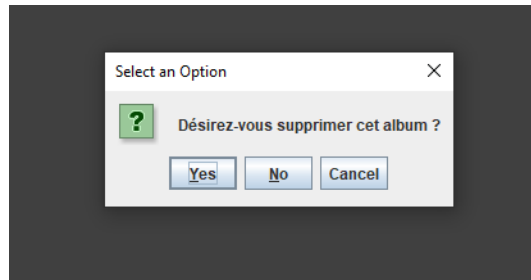 Select an Option
?
Désirez-vous supprimer cet album ?
Yes No Cancel